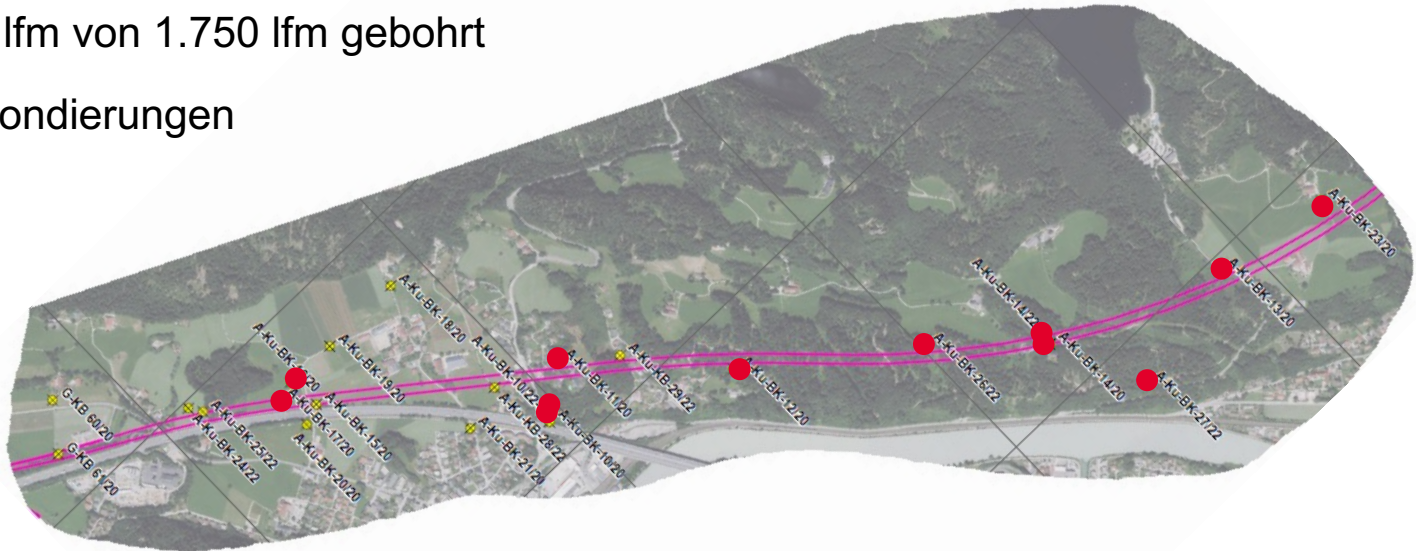 lfm von 1.750 lfm gebohrt
ondierungen
A-Ku-BK-23/20
A-Ku-BK-13/20
A-Ku-BK-14/22
A-Ku-BK-14/20
A-Ku-BK-27/22
A-Ku-BK-26/22
A-Ku-BK-12/20
A-Ku-KB-29/22
A-Ku-BK-11/20
A-Ku-BK-18/20
A-Ku-BK-10/22
A-Ku-BK-10/20
A-Ku-KB-28/22
A-Ku-BK-21/20
A-Ku-BK-19/20
A-Ku-BK-15/20
A-Ku-BK-17/20
A-Ku-BK-20/20
A-Ku-BK-25/22
A-Ku-BK-24/22
G-KB 60/20
G-KB 61/20